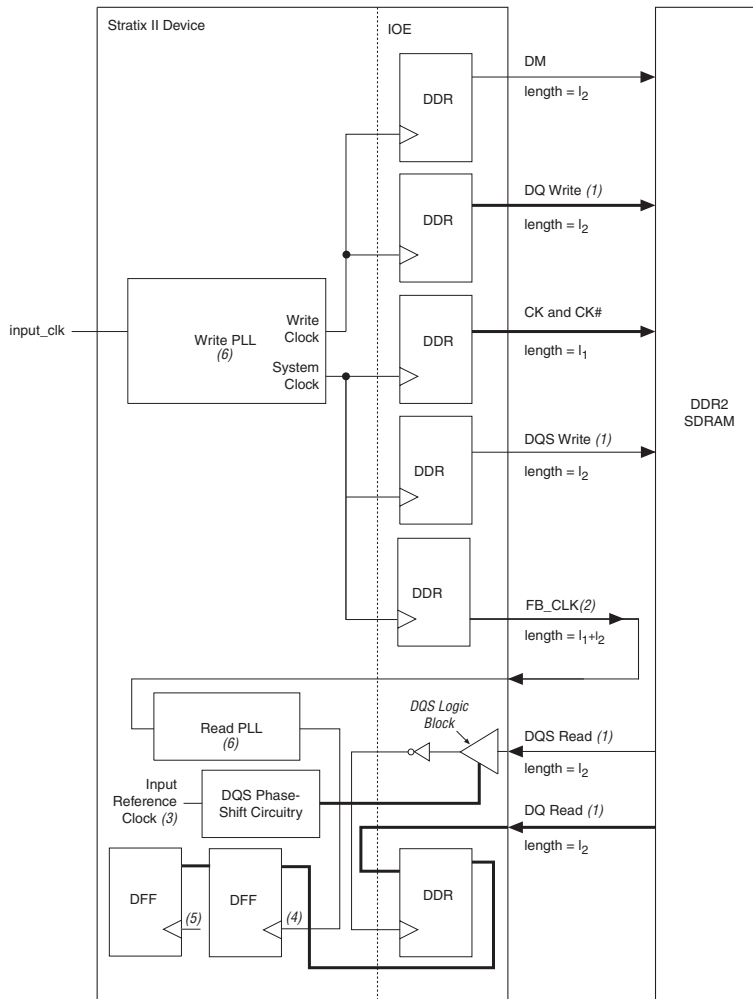 Stratix II Device
IOE
DM
DDR
length = l2
DQ Write (1)
DDR
length = l2
input_clk
Write PLL
(6)
Write
Clock
System
Clock
CK and CK#
DDR
length = l1
DDR2
SDRAM
DQS Write (1)
DDR
length = l2
DDR
FB_CLK(2)
length = l1+l2
Read PLL
(6)
DQS Logic
Block
DQS Read (1)
length = l2
Input
Reference
Clock (3)
DQS Phase-
Shift Circuitry
DQ Read (1)
length = l2
DFF
(5)
DFF
(4)
DDR